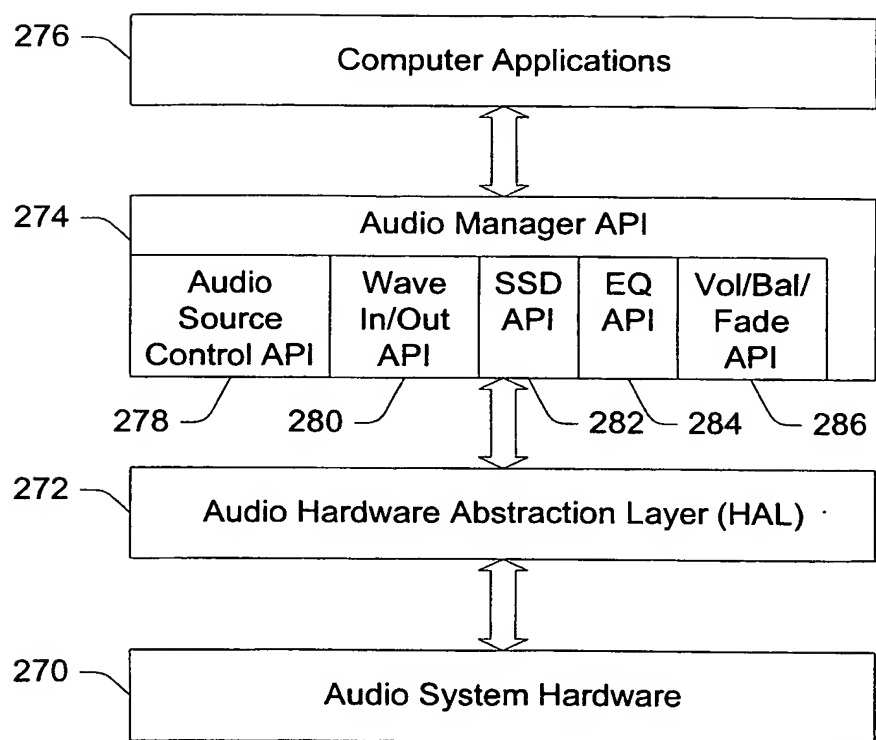 276
Computer Applications
274
Audio Manager API
Audio
Source
Control API
Wave
In/Out
API
SSD
API
EQ
API
Vol/Bal/
Fade
API
278
280
282
284
286
272
Audio Hardware Abstraction Layer (HAL)
270
Audio System Hardware